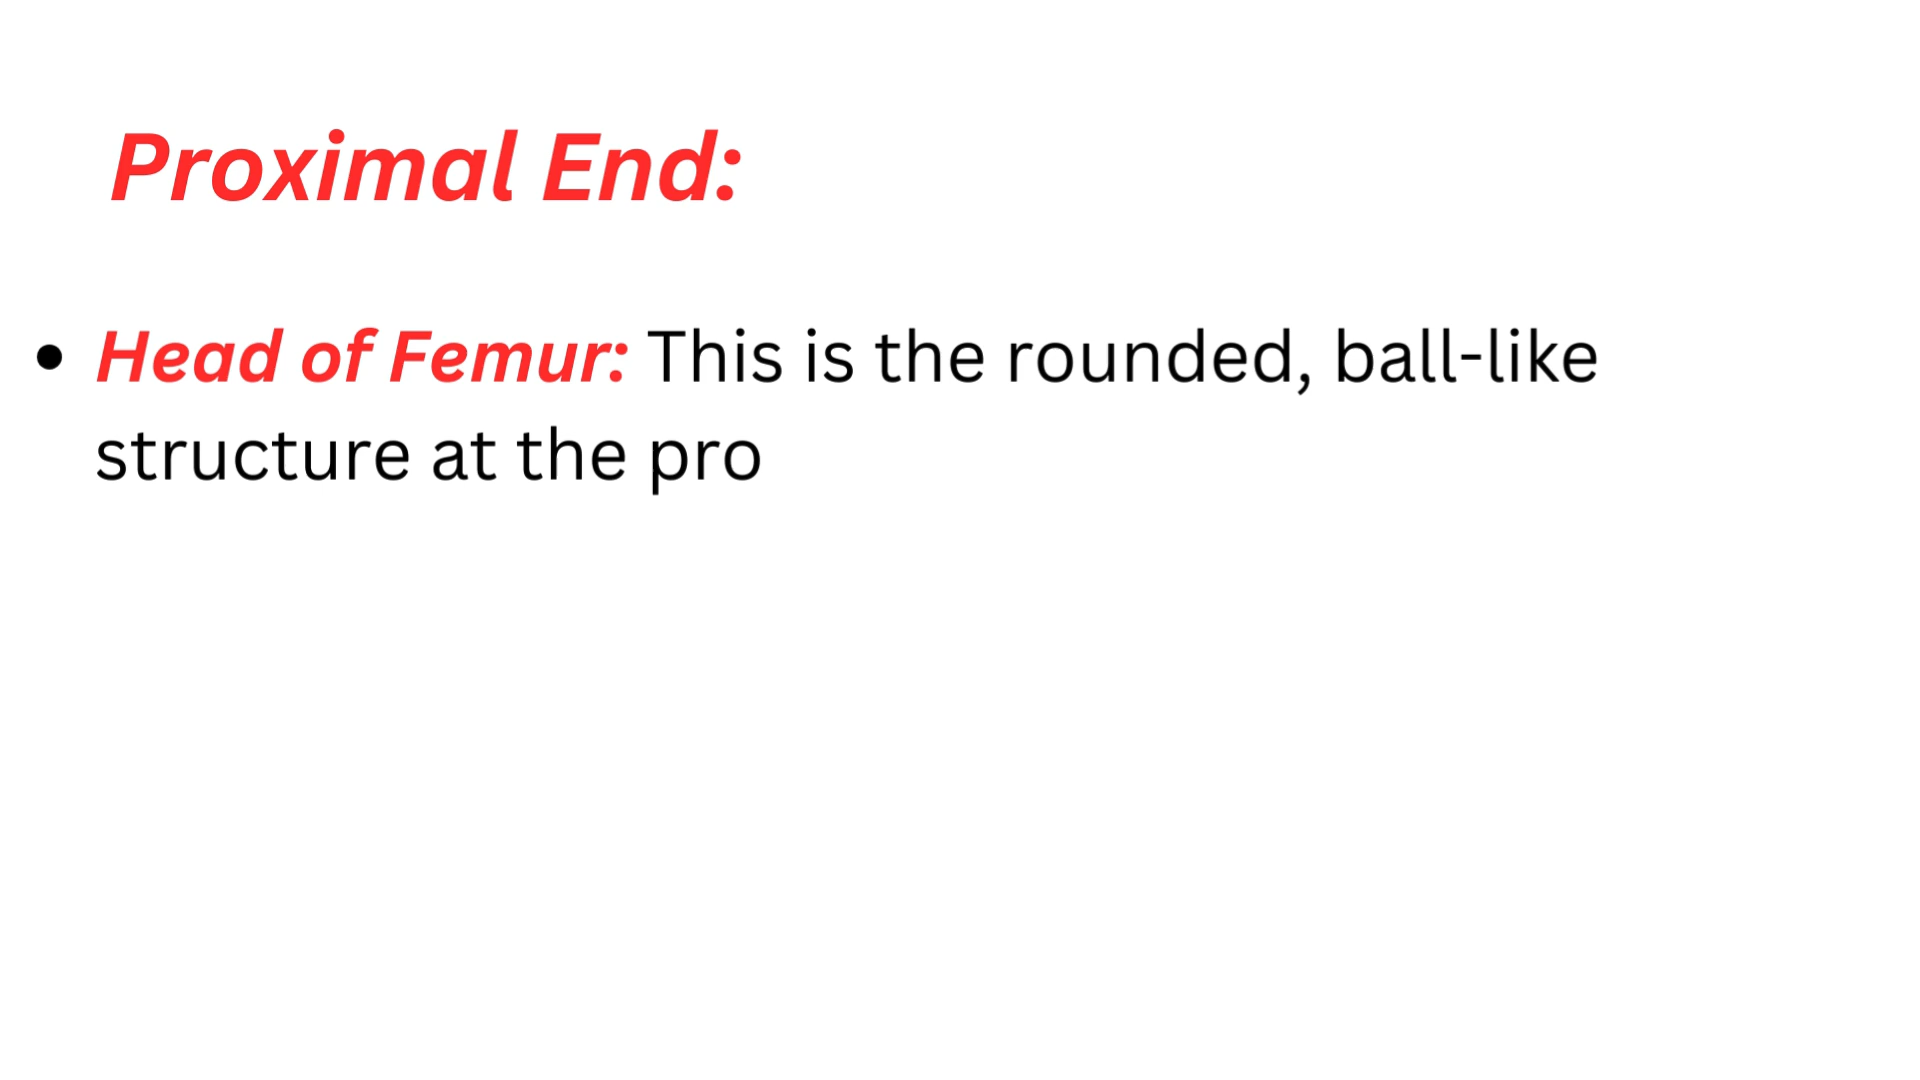 Proximal End:
• Head of Femur: This is the rounded, ball-like
structure at the pro